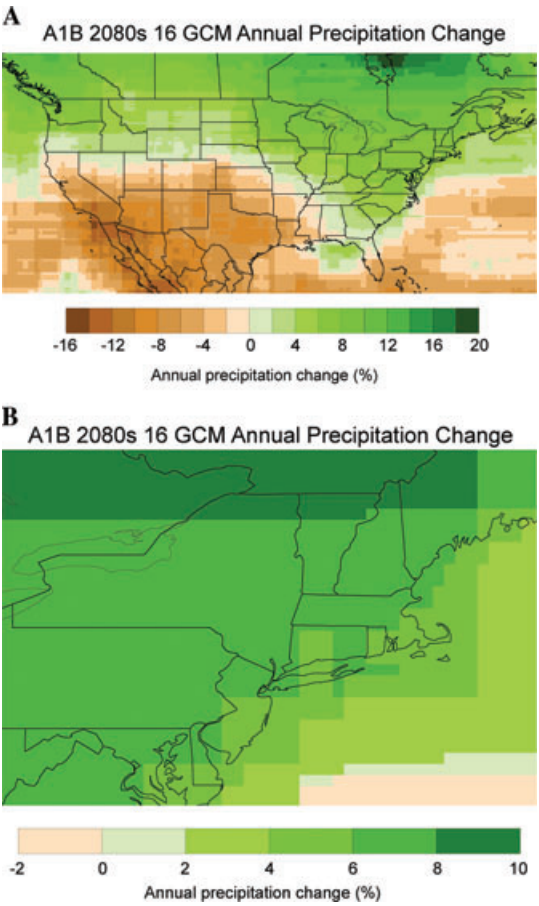 A
A1B 2080s 16 GCM Annual Precipitation Change
-16 -12 -8 -4 0 4 8 12 16 20
Annual precipitation change (%)
B
A1B 2080s 16 GCM Annual Precipitation Change
-2 0 2 4 6 8 10
Annual precipitation change (%)